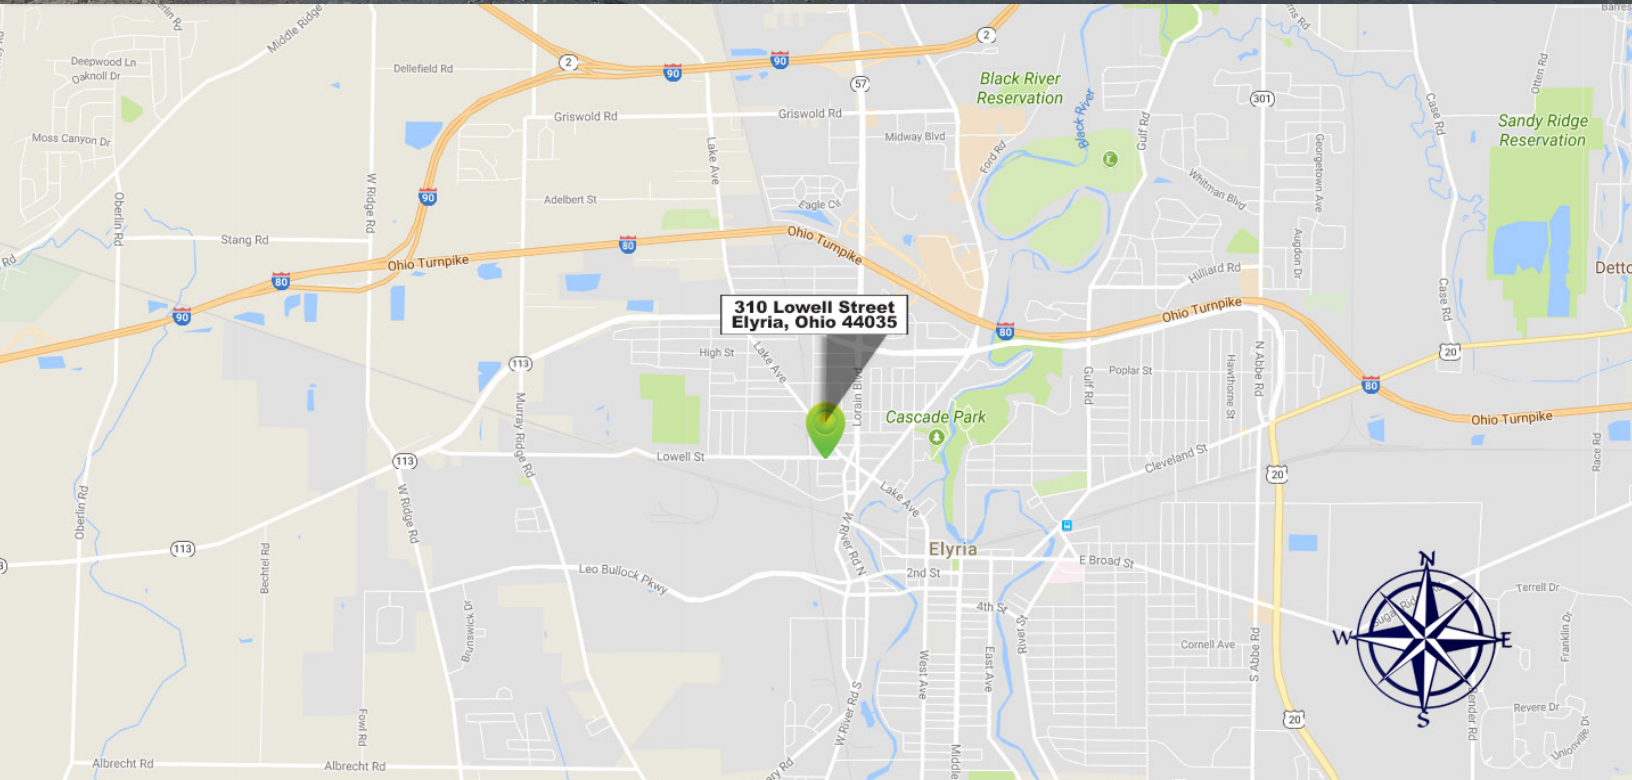 Middle Ridge
2
Deepwood Ln
Oaknoll Dr
Dellefield Rd
90
90
2
57
Black River
Reservation
Black River
301
Otten Rd
Case Rd
Sandy Ridge
Reservation
Griswold Rd
Griswold Rd
Midway Blvd
Gulf Rd
Moss Canyon Dr
Lake Ave
Ford Rd
Georgetown Ave
W Ridge Rd
90
Oberlin Rd
Adelbert St
Eagle Cir
Whitman Blvd
Stang Rd
80
Ohio Turnpike
Augdon Dr
Rd
Ohio Turnpike
80
Hilliard Rd
Case Rd
90
310 Lowell Street
Elyria, Ohio 44035
80
Ohio Turnpike
113
High St
Lake Ave
Lorain Blvd
Gulf Rd
Poplar St
Hawthorne St
N Abbe Rd
20
80
Ohio Turnpike
Murray Ridge Rd
Cascade Park
113
Lowell St
Cleveland St
20
Race Rd
Oberlin Rd
W Ridge Rd
Lake Ave
113
Bechtel Rd
W River Rd N
Elyria
E Broad St
2nd St
Leo Bullock Pkwy
4th St
N
Terrell Dr
Brunswick Dr
River St
Cornell Ave
W
E
Franklin Dr
West Ave
East Ave
S Abbe Rd
S
Fowl Rd
W River Rd S
20
Bender Rd
Revere Dr
Unionville Dr
Albrecht Rd
Albrecht Rd
Middle